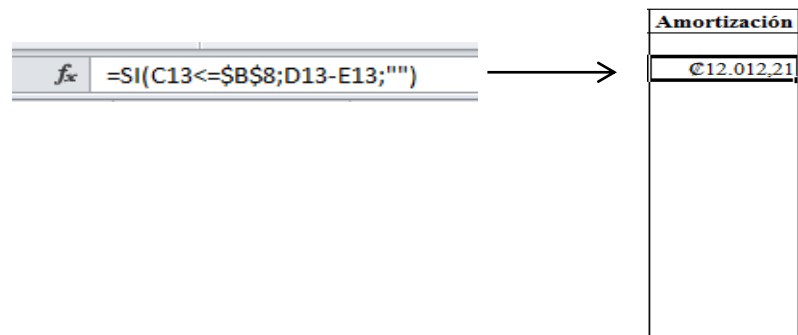 Amortización
fx =SI(C13<=$B$8;D13-E13;"")
₡12.012,21